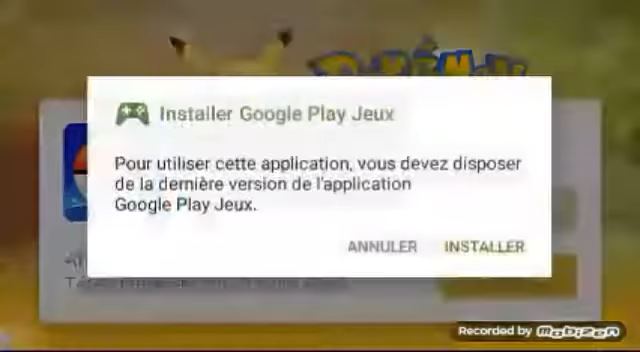 POKÉMON
Installer Google Play Jeux
Pour utiliser cette application, vous devez disposer
de la dernière version de l'application
Google Play Jeux.
ANNULER INSTALLER
Recorded by mobizen